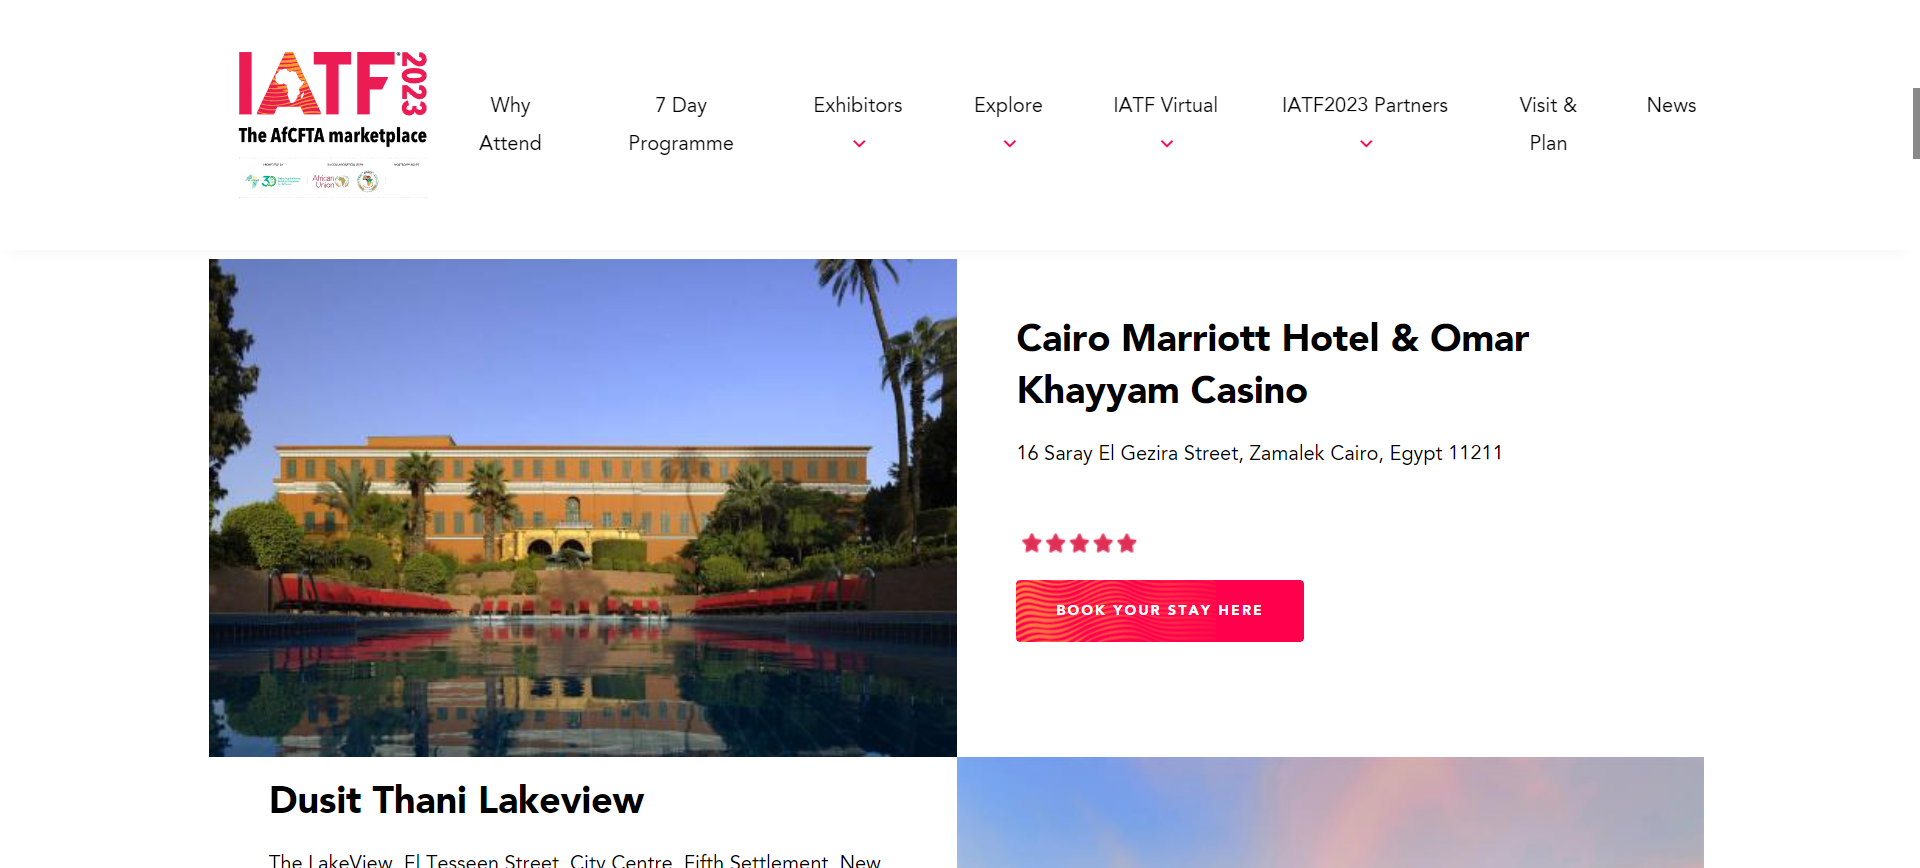 IATF 2023
The AfCFTA marketplace
African
Union
Why
Attend
7 Day
Programme
Exhibitors
Explore
IATF Virtual
IATF2023 Partners
Visit &
Plan
News
Cairo Marriott Hotel & Omar
Khayyam Casino
16 Saray El Gezira Street, Zamalek Cairo, Egypt 11211
BOOK YOUR STAY HERE
Dusit Thani Lakeview
The LakeView, El Tesseen Street, City Centre, Fifth Settlement, New